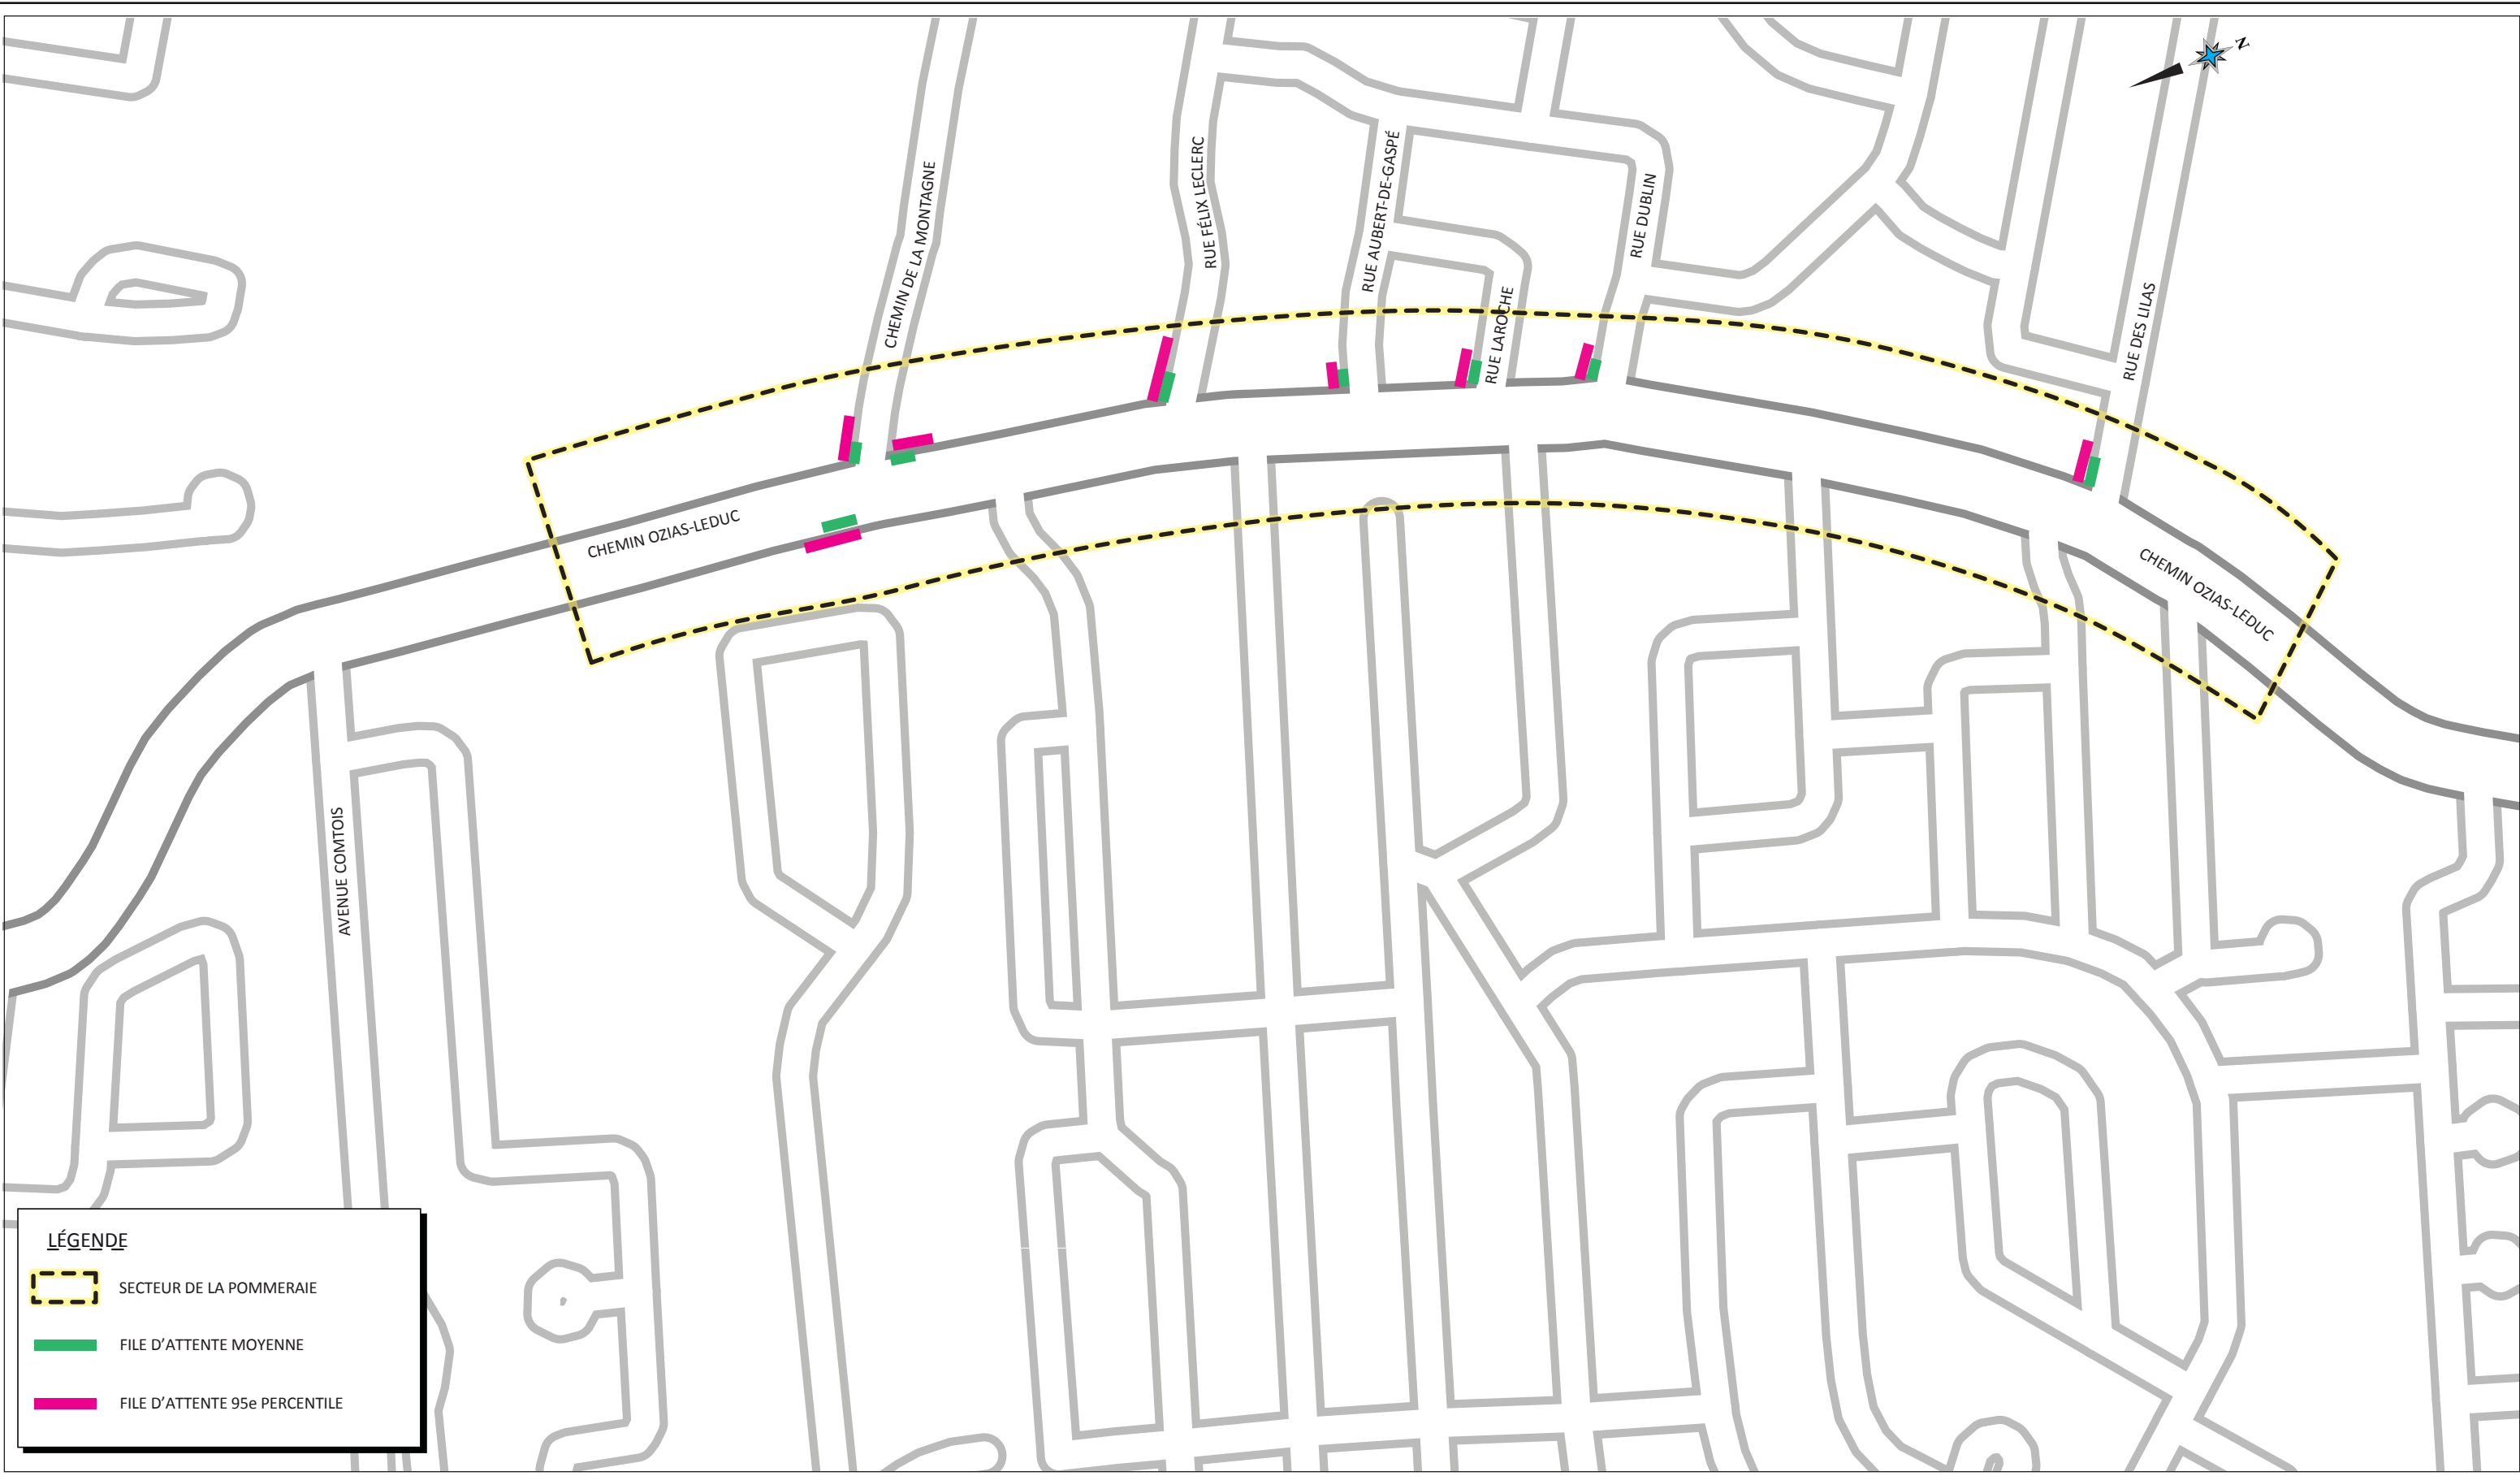 N
CHEMIN DE LA MONTAGNE
RUE FÉLIX LECLERC
RUE AUBERT-DE-GASPÉ
RUE LAROCHE
RUE DUBLIN
RUE DES LILAS
CHEMIN OZIAS-LEDUC
CHEMIN OZIAS-LEDUC
AVENUE COMTOIS
LÉGENDE
SECTEUR DE LA POMMERAIE
FILE D'ATTENTE MOYENNE
FILE D'ATTENTE 95e PERCENTILE